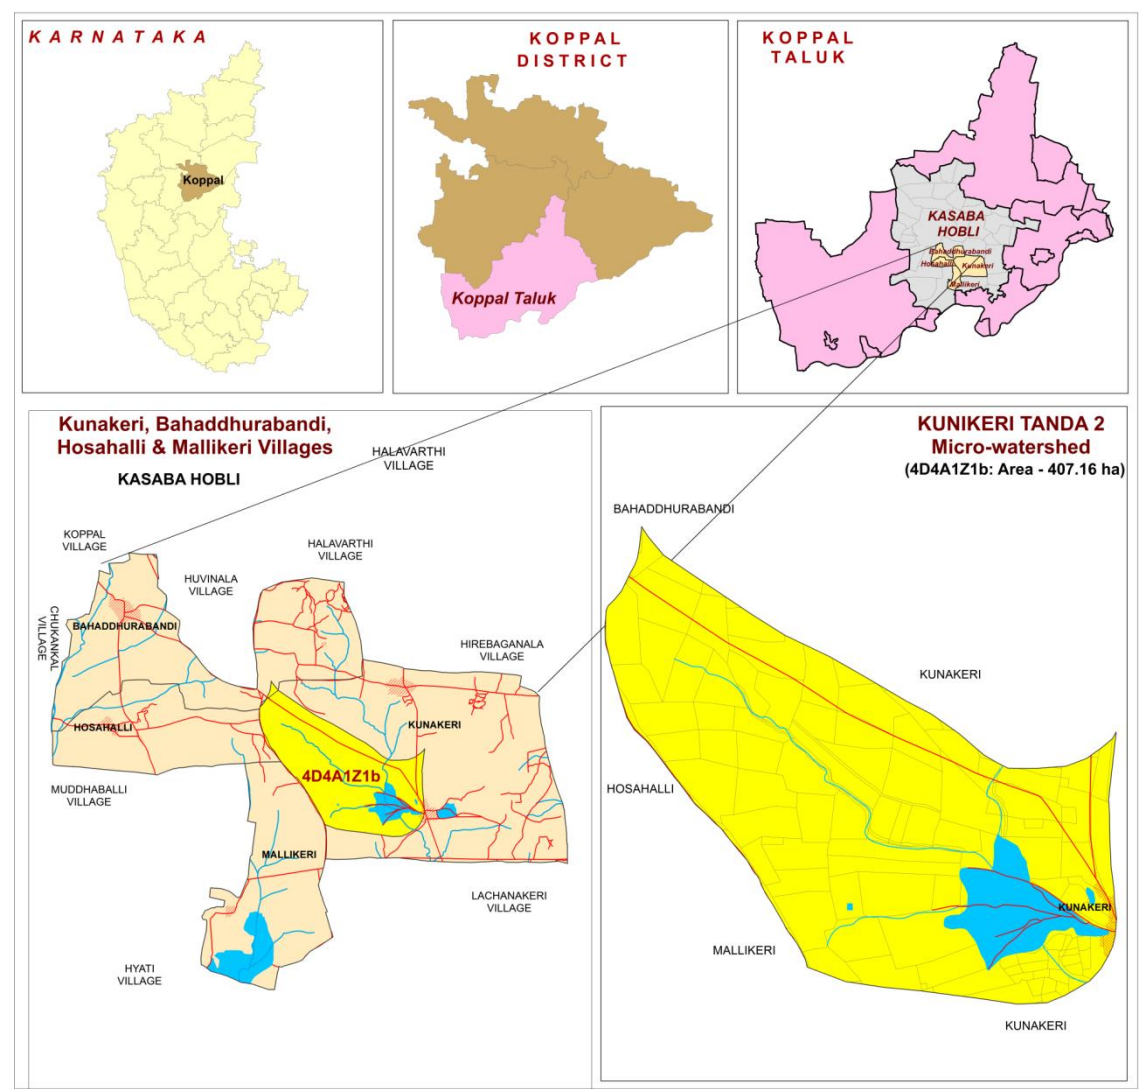 KARNATAKA
Koppal
KOPPAL
DISTRICT
Koppal Taluk
KOPPAL
TALUK
KASABA
HOBLI
Bahaddhurabandi
Hosahalli
Kunakeri
Mallikeri
Kunakeri, Bahaddhurabandi,
Hosahalli & Mallikeri Villages
KASABA HOBLI
HALAVARTHI
VILLAGE
KOPPAL
VILLAGE
HALAVARTHI
VILLAGE
HUVINALA
VILLAGE
CHUKANKAL
VILLAGE
BAHADDHURABANDI
HIREBAGANALA
VILLAGE
HOSAHALLI
KUNAKERI
4D4A1Z1b
MUDDHABALLI
VILLAGE
MALLIKERI
LACHANAKERI
VILLAGE
HYATI
VILLAGE
KUNIKERI TANDA 2
Micro-watershed
(4D4A1Z1b: Area - 407.16 ha)
BAHADDHURABANDI
KUNAKERI
HOSAHALLI
KUNAKERI
MALLIKERI
KUNAKERI